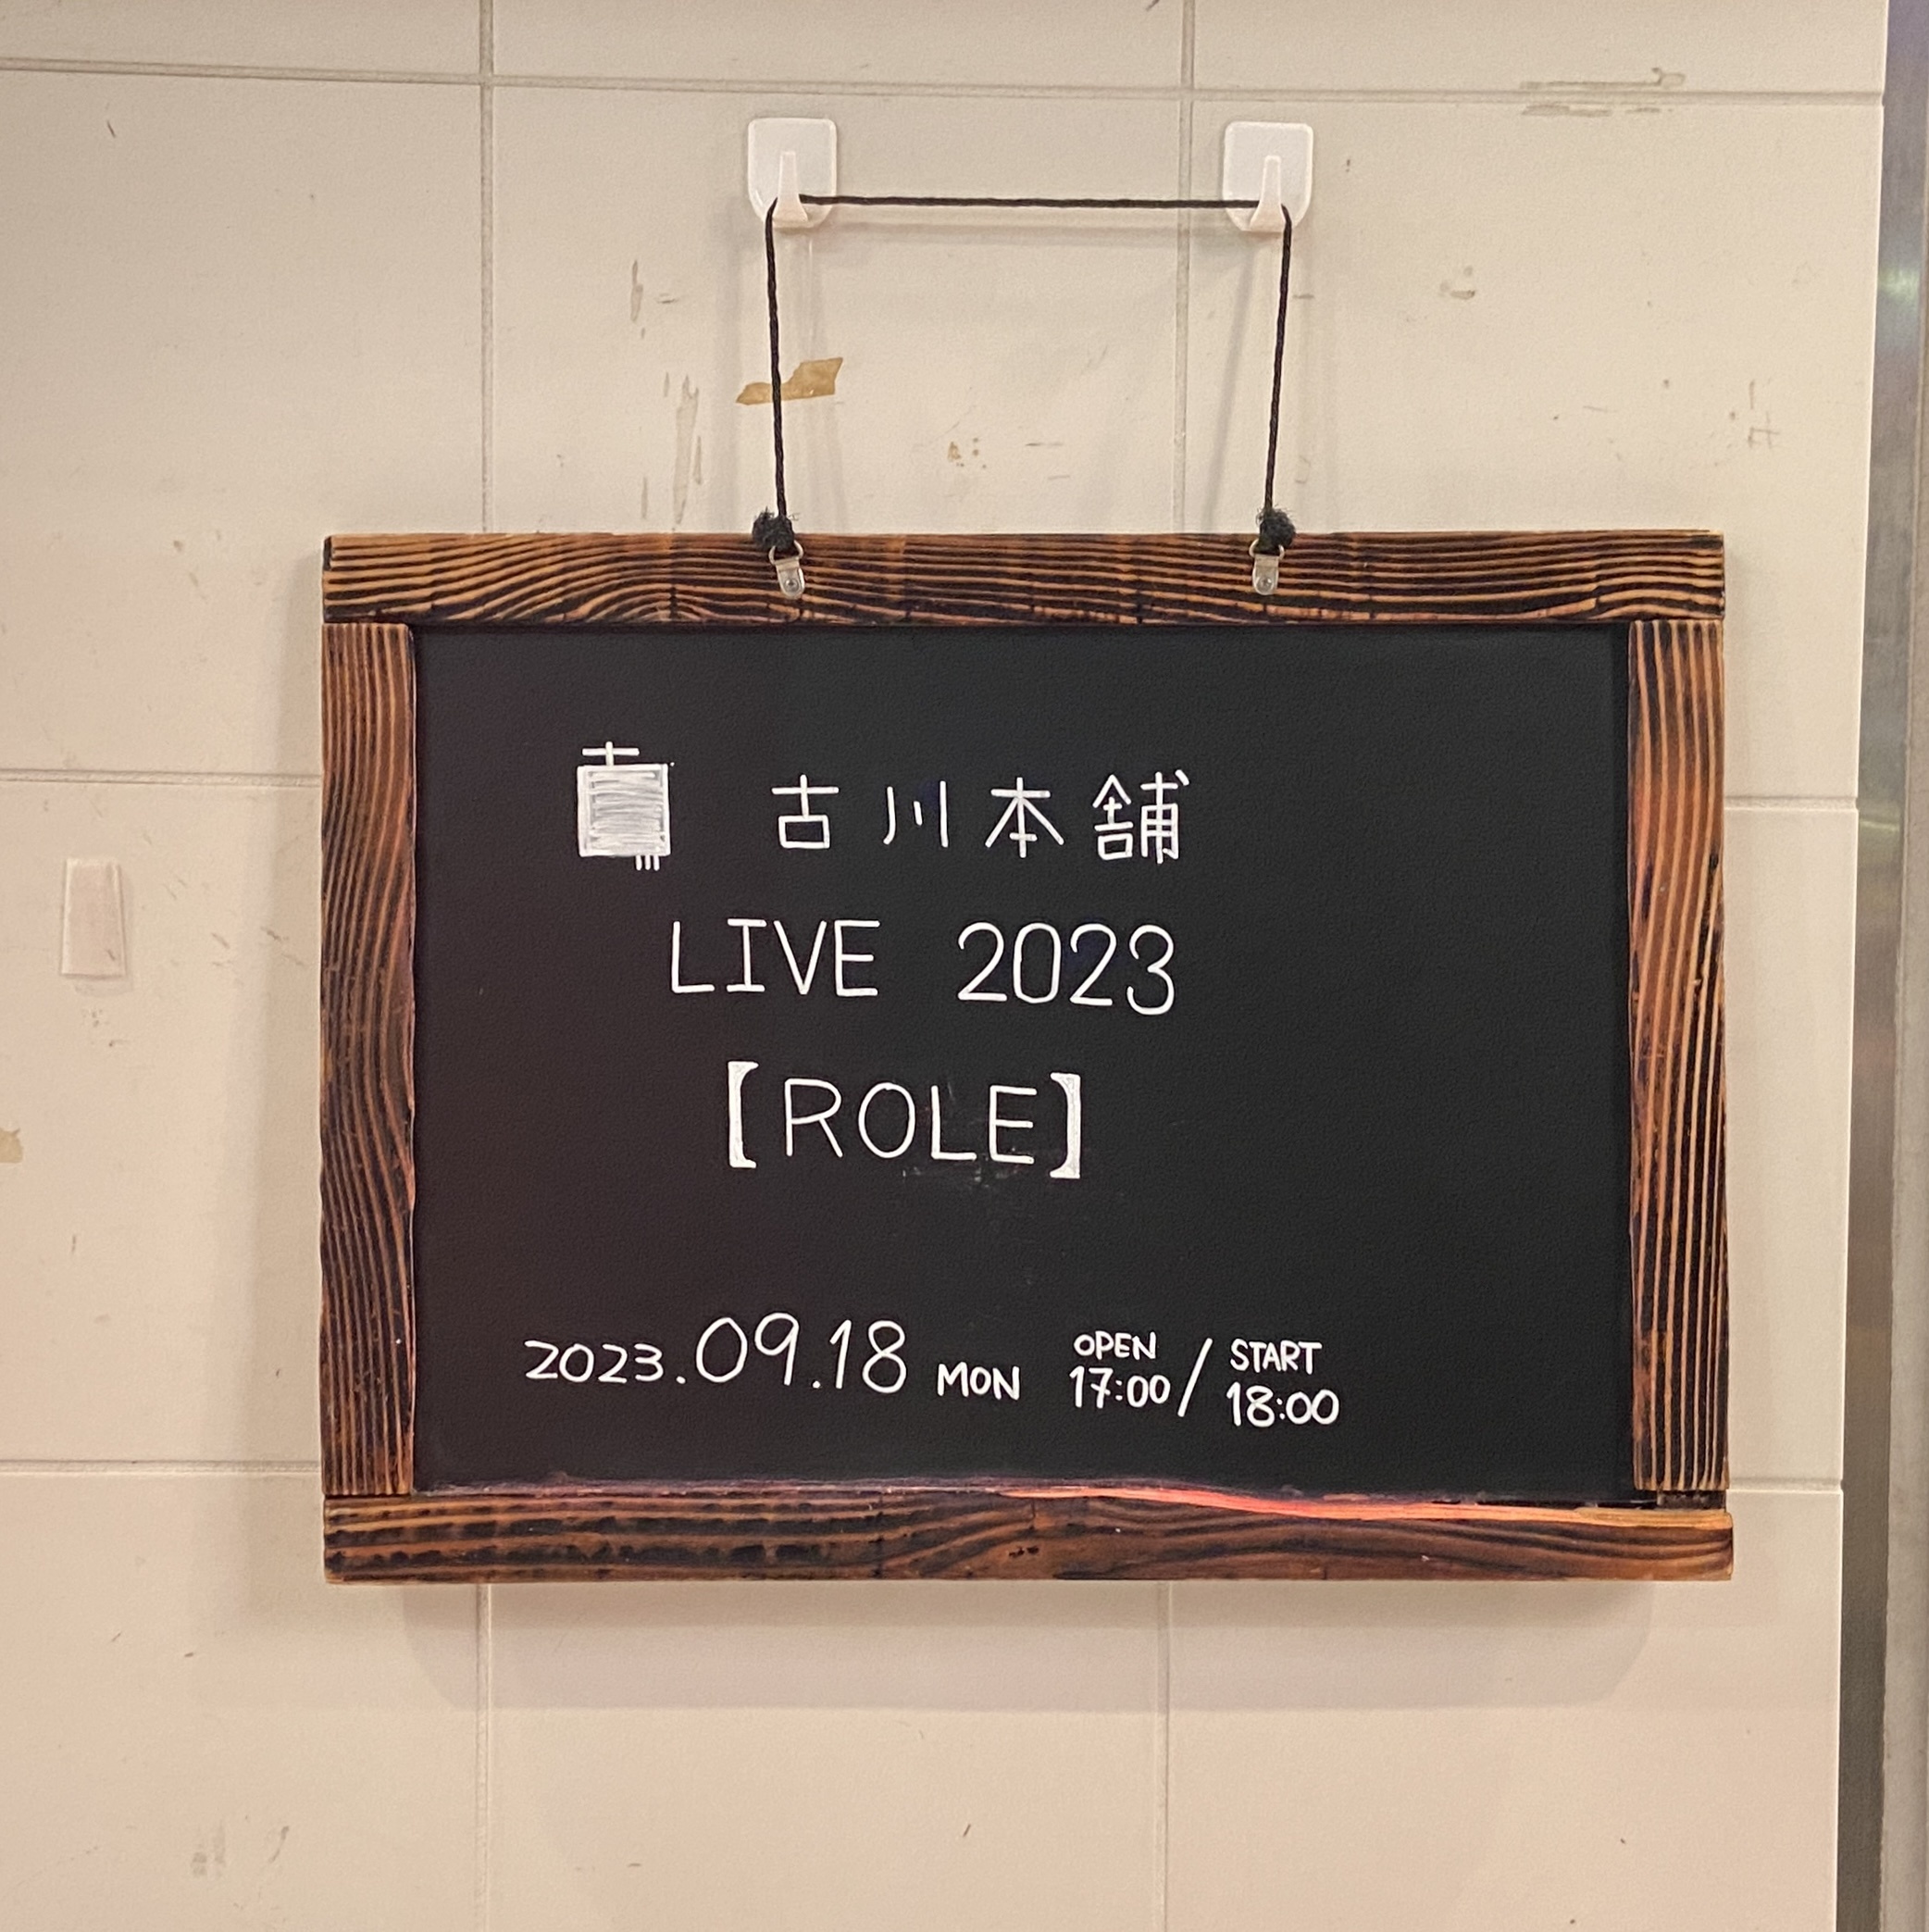 古川本舗
LIVE 2023
【ROLE】
2023.09.18 MON OPEN 17:00 / START 18:00